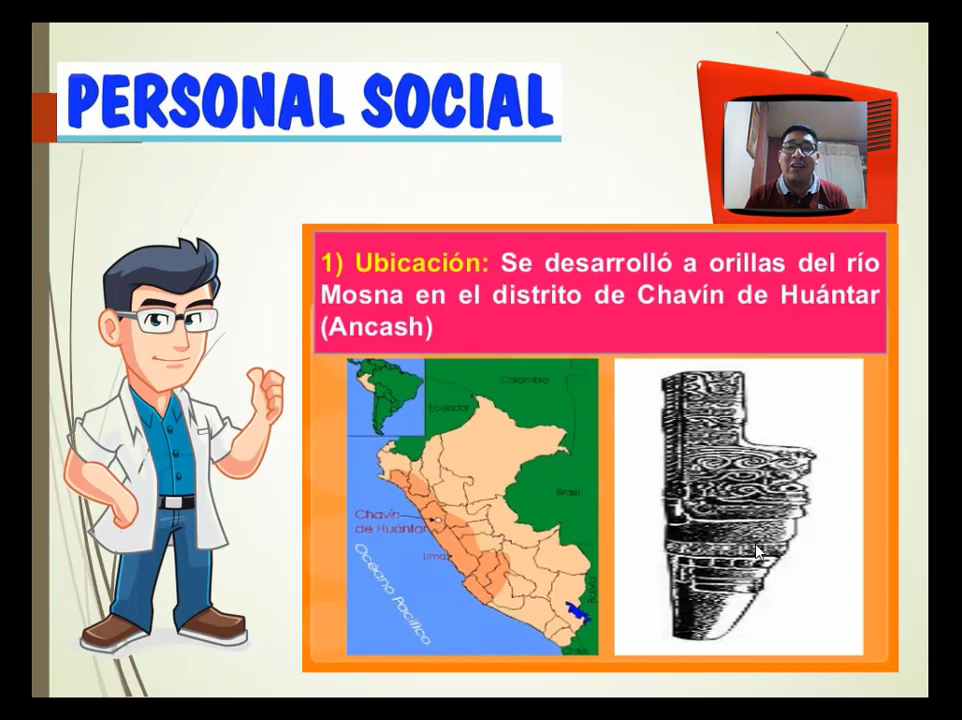 PERSONAL SOCIAL
1) Ubicación: Se desarrolló a orillas del río
Mosna en el distrito de Chavín de Huántar
(Ancash)
Colombia
Ecuador
Brasil
Chavín
de Huántar
Lima
Océano Pacífico
Bolivia
Chile